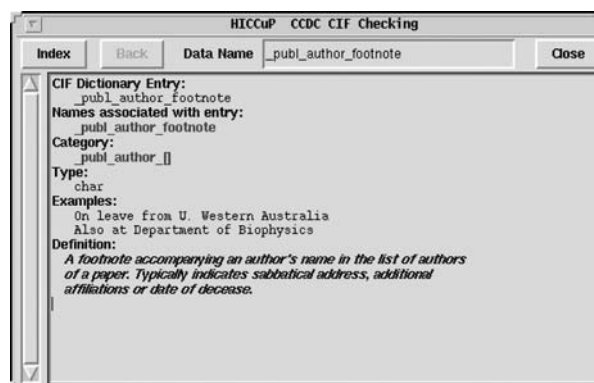 HICCuP CCDC CIF Checking
Index Back Data Name _publ_author_footnote Close
CIF Dictionary Entry:
_publ_author_footnote
Names associated with entry:
_publ_author_footnote
Category:
_publ_author_[]
Type:
char
Examples:
On leave from U. Western Australia
Also at Department of Biophysics
Definition:
A footnote accompanying an author's name in the list of authors
of a paper. Typically indicates sabbatical address, additional
affiliations or date of decease.